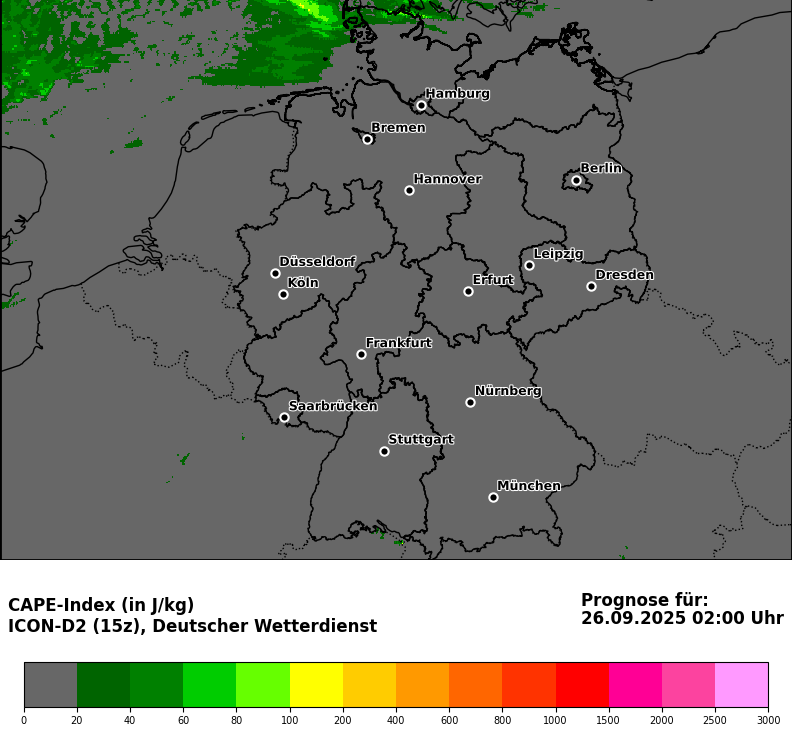 Hamburg
Bremen
Berlin
Hannover
Leipzig
Düsseldorf
Dresden
Köln
Erfurt
Frankfurt
Nürnberg
Saarbrücken
Stuttgart
München
CAPE-Index (in J/kg)
ICON-D2 (15z), Deutscher Wetterdienst
Prognose für:
26.09.2025 02:00 Uhr
0 20 40 60 80 100 200 400 600 800 1000 1500 2000 2500 3000